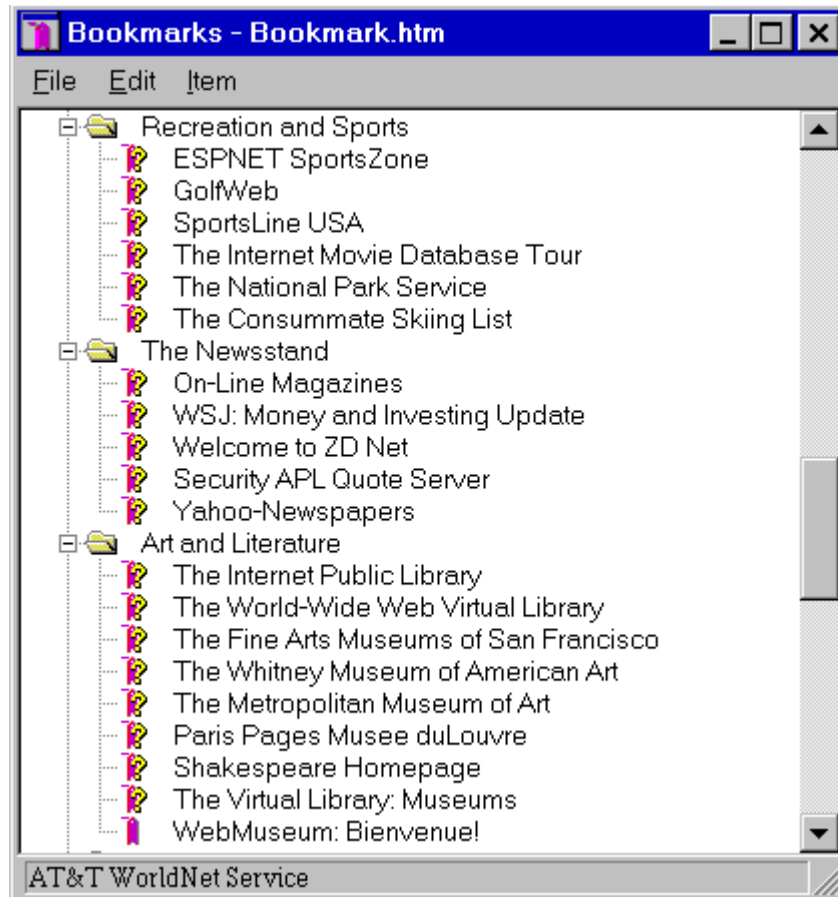 Bookmarks - Bookmark.htm
File Edit Item
Recreation and Sports
ESPNET SportsZone
GolfWeb
SportsLine USA
The Internet Movie Database Tour
The National Park Service
The Consummate Skiing List
The Newsstand
On-Line Magazines
WSJ: Money and Investing Update
Welcome to ZD Net
Security APL Quote Server
Yahoo-Newspapers
Art and Literature
The Internet Public Library
The World-Wide Web Virtual Library
The Fine Arts Museums of San Francisco
The Whitney Museum of American Art
The Metropolitan Museum of Art
Paris Pages Musee duLouvre
Shakespeare Homepage
The Virtual Library: Museums
WebMuseum: Bienvenue!
AT&T WorldNet Service